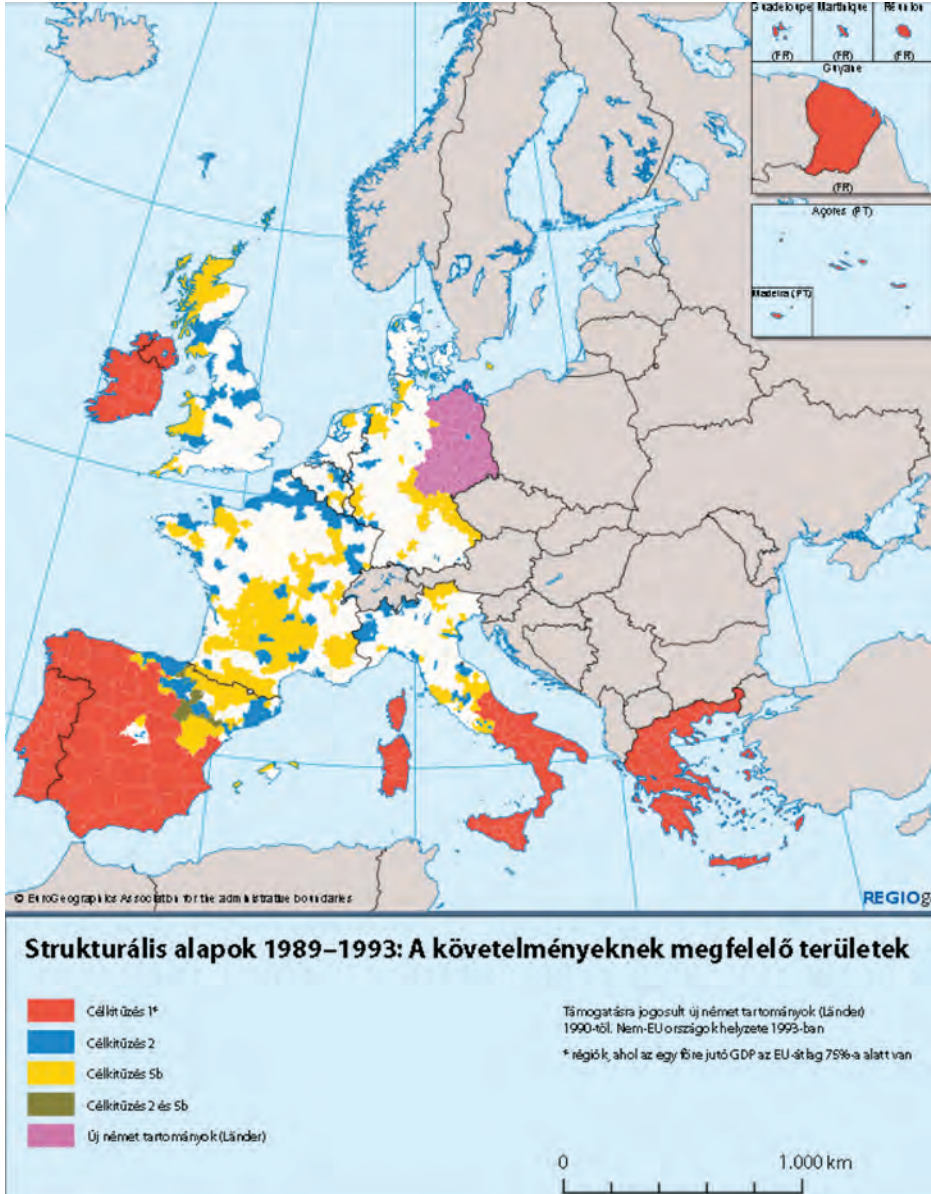 Guadeloupe Martinique Réunion
(FR) (FR) (FR)
Guyane
(FR)
Açores (PT)
Madeira (PT)
© EuroGeographics Association for the administrative boundaries
REGIOg
Strukturális alapok 1989–1993: A követelményeknek megfelelő területek
Célkitűzés 1*
Célkitűzés 2
Célkitűzés 5b
Célkitűzés 2 és 5b
Új német tartományok (Länder)
Támogatásra jogosult új német tartományok (Länder)
1990-től. Nem-EU országok helyzete 1993-ban
* régiók, ahol az egy főre jutó GDP az EU-átlag 75%-a alatt van
0 1.000 km